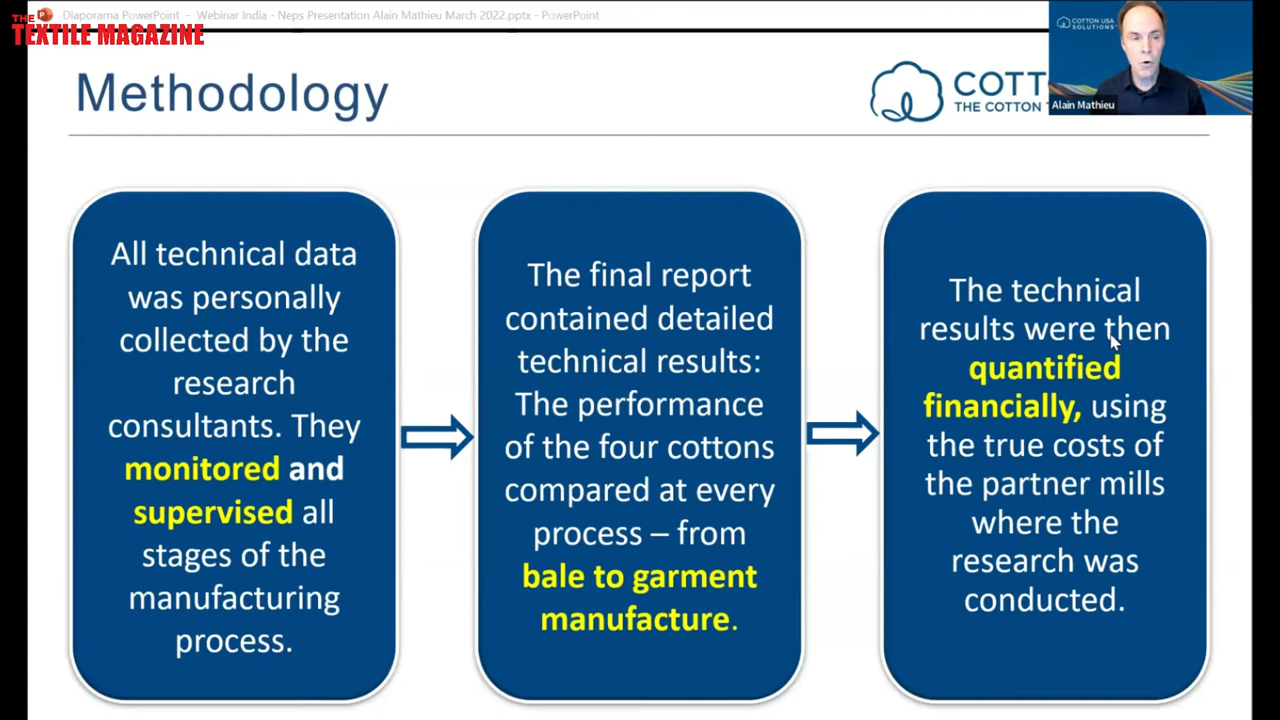 Diaporama PowerPoint - Webinar India - Neps Presentation Alain Mathieu March 2022.pptx - PowerPoint
THE
TEXTILE MAGAZINE
COTTON USA
SOLUTIONS
Alain Mathieu
Methodology
THE COTTON
All technical data
was personally
collected by the
research
consultants. They
monitored and
supervised all
stages of the
manufacturing
process.
The final report
contained detailed
technical results:
The performance
of the four cottons
compared at every
process – from
bale to garment
manufacture.
The technical
results were then
quantified
financially, using
the true costs of
the partner mills
where the
research was
conducted.